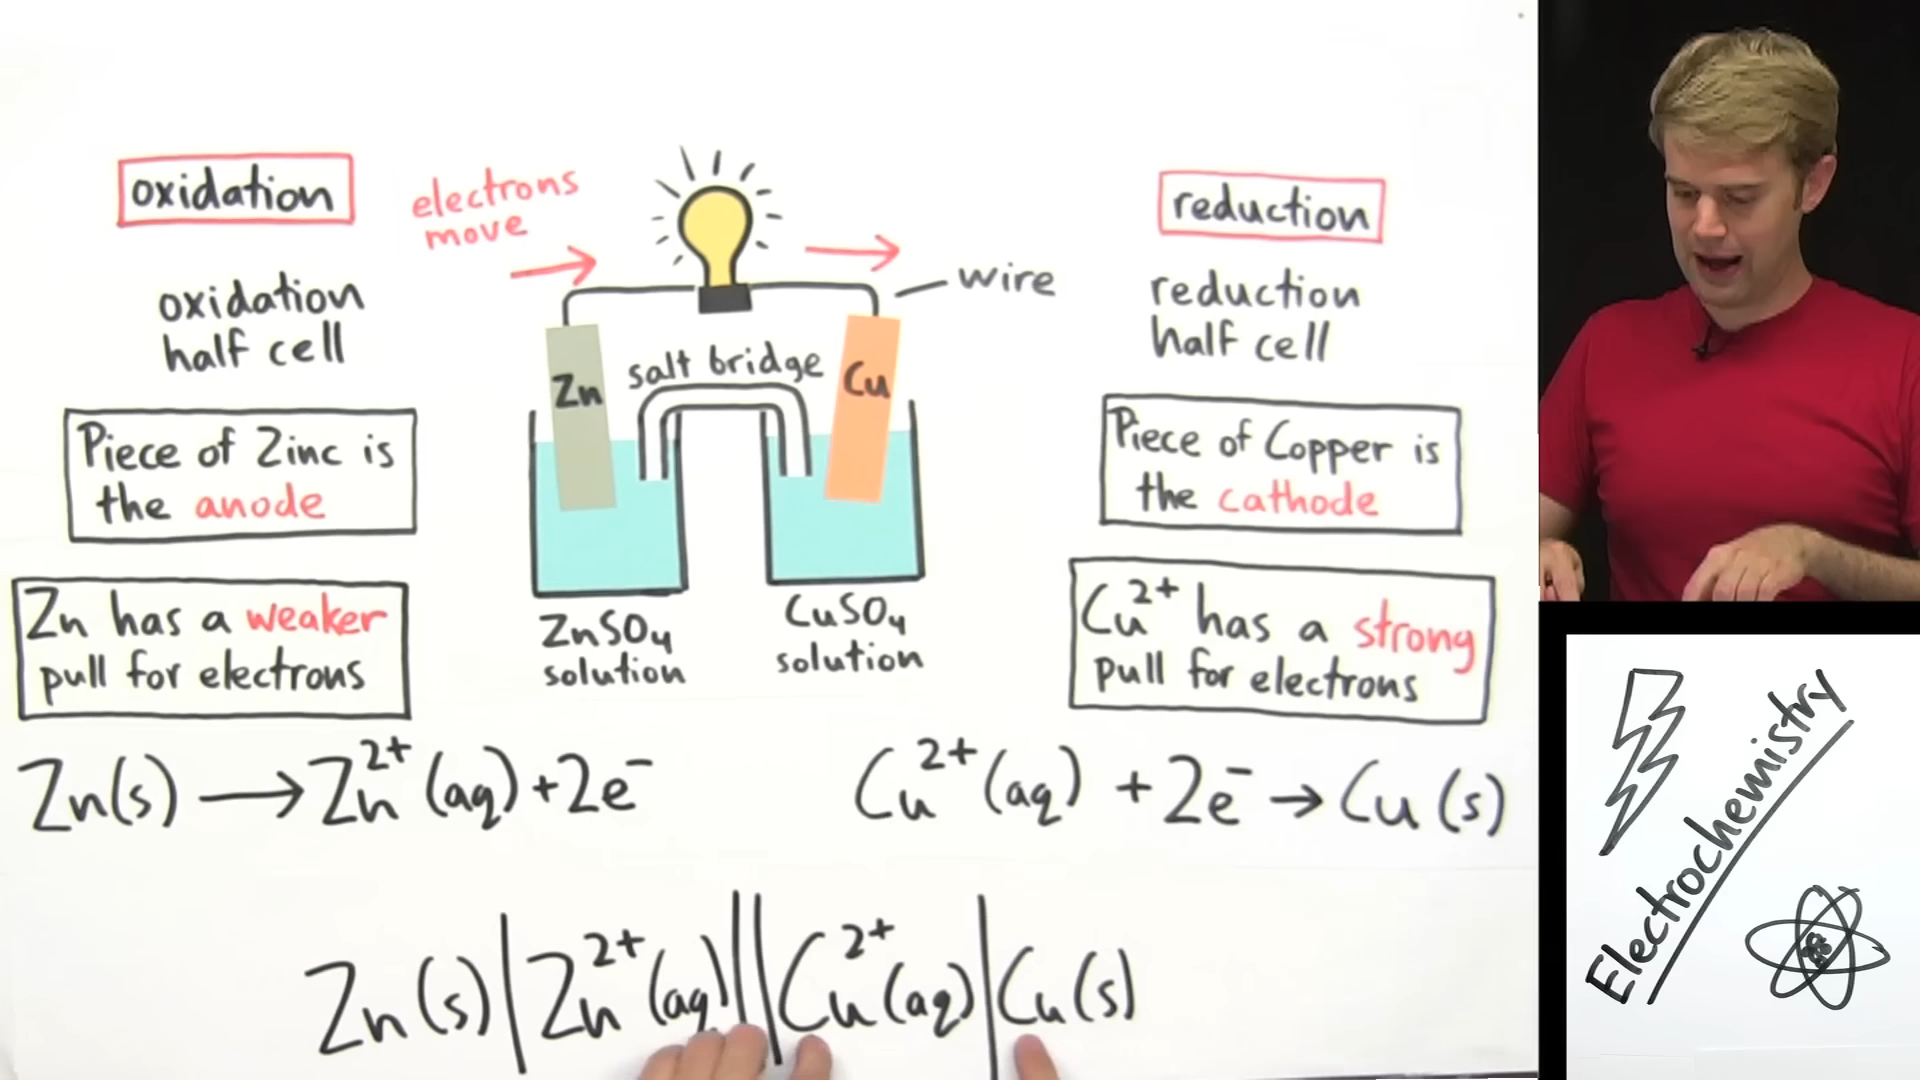 oxidation
electrons
move
reduction
oxidation
half cell
wire
reduction
half cell
salt bridge
Zn
Cu
Piece of Zinc is
the anode
Piece of Copper is
the cathode
Zn has a weaker
pull for electrons
ZnSO₄
solution
CuSO₄
solution
Cu²⁺ has a strong
pull for electrons
Zn(s) → Zn²⁺(aq) + 2e⁻
Cu²⁺(aq) + 2e⁻ → Cu(s)
Zn(s)|Zn²⁺(aq)||Cu²⁺(aq)|Cu(s)
Electrochemistry